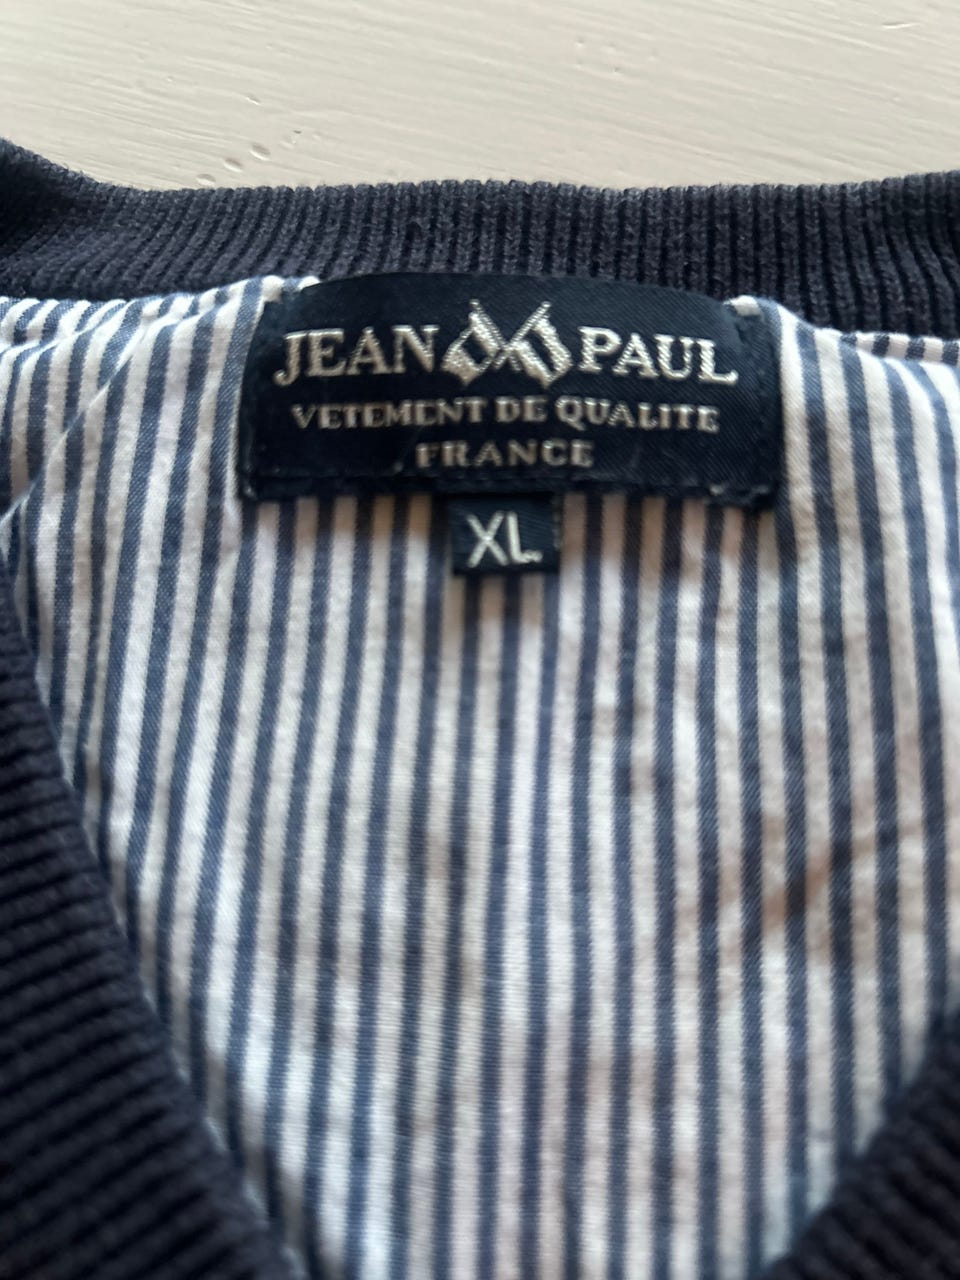 JEAN PAUL
VETEMENT DE QUALITE
FRANCE
XL